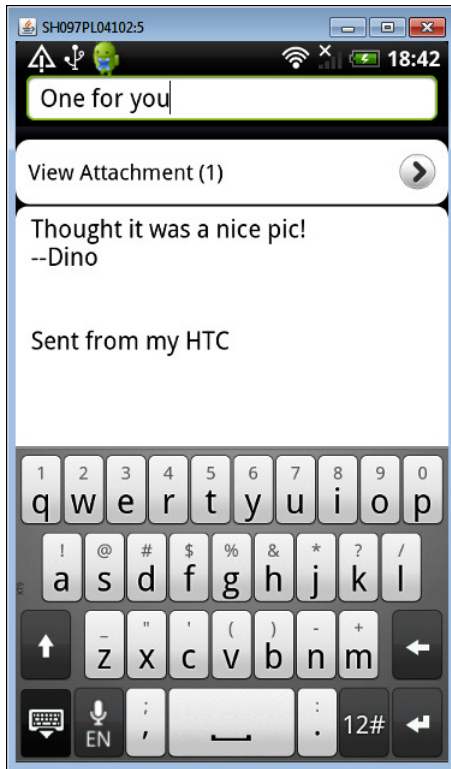 SH097PL04102:5
18:42
One for you
View Attachment (1)
Thought it was a nice pic!
--Dino
Sent from my HTC
1 2 3 4 5 6 7 8 9 0
q w e r t y u i o p
! @ # $ % & * ? /
a s d f g h j k l
XT9
_ " ' ( ) - +
z x c v b n m
; :
EN , . 12#